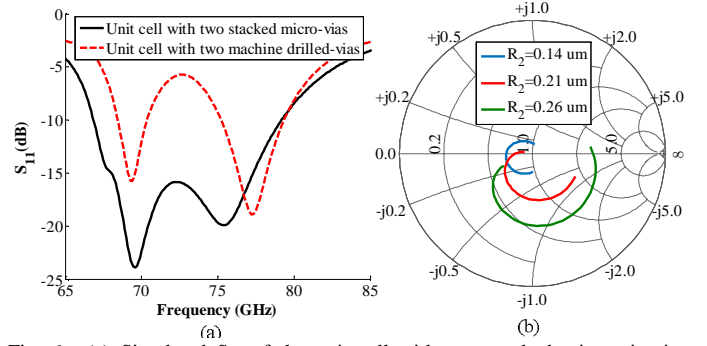 0
-5
-10
-15
-20
-25
S11(dB)
65
70
75
80
85
Frequency (GHz)
Unit cell with two stacked micro-vias
Unit cell with two machine drilled-vias
(a)
+j1.0
+j0.5
+j2.0
+j0.2
+j5.0
0.0
0.2
1.0
5.0
∞
-j0.2
-j5.0
-j0.5
-j2.0
-j1.0
R2=0.14 um
R2=0.21 um
R2=0.26 um
(b)